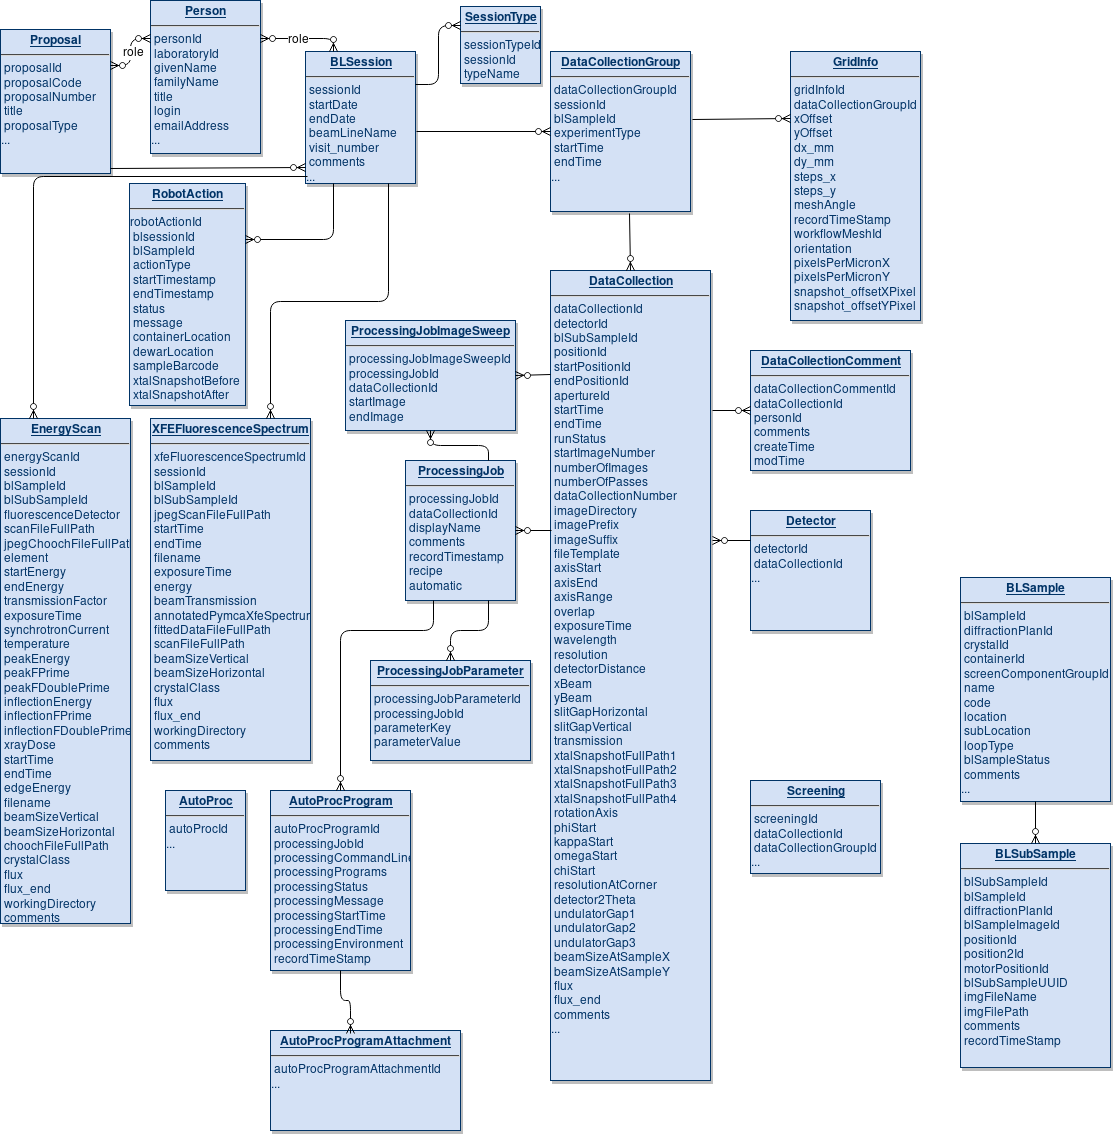 Proposal
proposalId
proposalCode
proposalNumber
title
proposalType
...
role
Person
personId
laboratoryId
givenName
familyName
title
login
emailAddress
...
role
BLSession
sessionId
startDate
endDate
beamLineName
visit_number
comments
...
SessionType
sessionTypeId
sessionId
typeName
DataCollectionGroup
dataCollectionGroupId
sessionId
blSampleId
experimentType
startTime
endTime
...
GridInfo
gridInfoId
dataCollectionGroupId
xOffset
yOffset
dx_mm
dy_mm
steps_x
steps_y
meshAngle
recordTimeStamp
workflowMeshId
orientation
pixelsPerMicronX
pixelsPerMicronY
snapshot_offsetXPixel
snapshot_offsetYPixel
RobotAction
robotActionId
blsessionId
blSampleId
actionType
startTimestamp
endTimestamp
status
message
containerLocation
dewarLocation
sampleBarcode
xtalSnapshotBefore
xtalSnapshotAfter
ProcessingJobImageSweep
processingJobImageSweepId
processingJobId
dataCollectionId
startImage
endImage
DataCollection
dataCollectionId
detectorId
blSubSampleId
positionId
startPositionId
endPositionId
apertureId
startTime
endTime
runStatus
startImageNumber
numberOfImages
numberOfPasses
dataCollectionNumber
imageDirectory
imagePrefix
imageSuffix
fileTemplate
axisStart
axisEnd
axisRange
overlap
exposureTime
wavelength
resolution
detectorDistance
xBeam
yBeam
slitGapHorizontal
slitGapVertical
transmission
xtalSnapshotFullPath1
xtalSnapshotFullPath2
xtalSnapshotFullPath3
xtalSnapshotFullPath4
rotationAxis
phiStart
kappaStart
omegaStart
chiStart
resolutionAtCorner
detector2Theta
undulatorGap1
undulatorGap2
undulatorGap3
beamSizeAtSampleX
beamSizeAtSampleY
flux
flux_end
comments
...
DataCollectionComment
dataCollectionCommentId
dataCollectionId
personId
comments
createTime
modTime
EnergyScan
energyScanId
sessionId
blSampleId
blSubSampleId
fluorescenceDetector
scanFileFullPath
jpegChoochFileFullPat
element
startEnergy
endEnergy
transmissionFactor
exposureTime
synchrotronCurrent
temperature
peakEnergy
peakFPrime
peakFDoublePrime
inflectionEnergy
inflectionFPrime
inflectionFDoublePrime
xrayDose
startTime
endTime
edgeEnergy
filename
beamSizeVertical
beamSizeHorizontal
choochFileFullPath
crystalClass
flux
flux_end
workingDirectory
comments
XFEFluorescenceSpectrum
xfeFluorescenceSpectrumId
sessionId
blSampleId
blSubSampleId
jpegScanFileFullPath
startTime
endTime
filename
exposureTime
energy
beamTransmission
annotatedPymcaXfeSpectrur
fittedDataFileFullPath
scanFileFullPath
beamSizeVertical
beamSizeHorizontal
crystalClass
flux
flux_end
workingDirectory
comments
ProcessingJob
processingJobId
dataCollectionId
displayName
comments
recordTimestamp
recipe
automatic
Detector
detectorId
dataCollectionId
...
BLSample
blSampleId
diffractionPlanId
crystalId
containerId
screenComponentGroupId
name
code
location
subLocation
loopType
blSampleStatus
comments
...
ProcessingJobParameter
processingJobParameterId
processingJobId
parameterKey
parameterValue
AutoProc
autoProcId
...
AutoProcProgram
autoProcProgramId
processingJobId
processingCommandLine
processingPrograms
processingStatus
processingMessage
processingStartTime
processingEndTime
processingEnvironment
recordTimeStamp
Screening
screeningId
dataCollectionId
dataCollectionGroupId
...
BLSubSample
blSubSampleId
blSampleId
diffractionPlanId
blSampleImageId
positionId
position2Id
motorPositionId
blSubSampleUUID
imgFileName
imgFilePath
comments
recordTimeStamp
AutoProcProgramAttachment
autoProcProgramAttachmentId
...